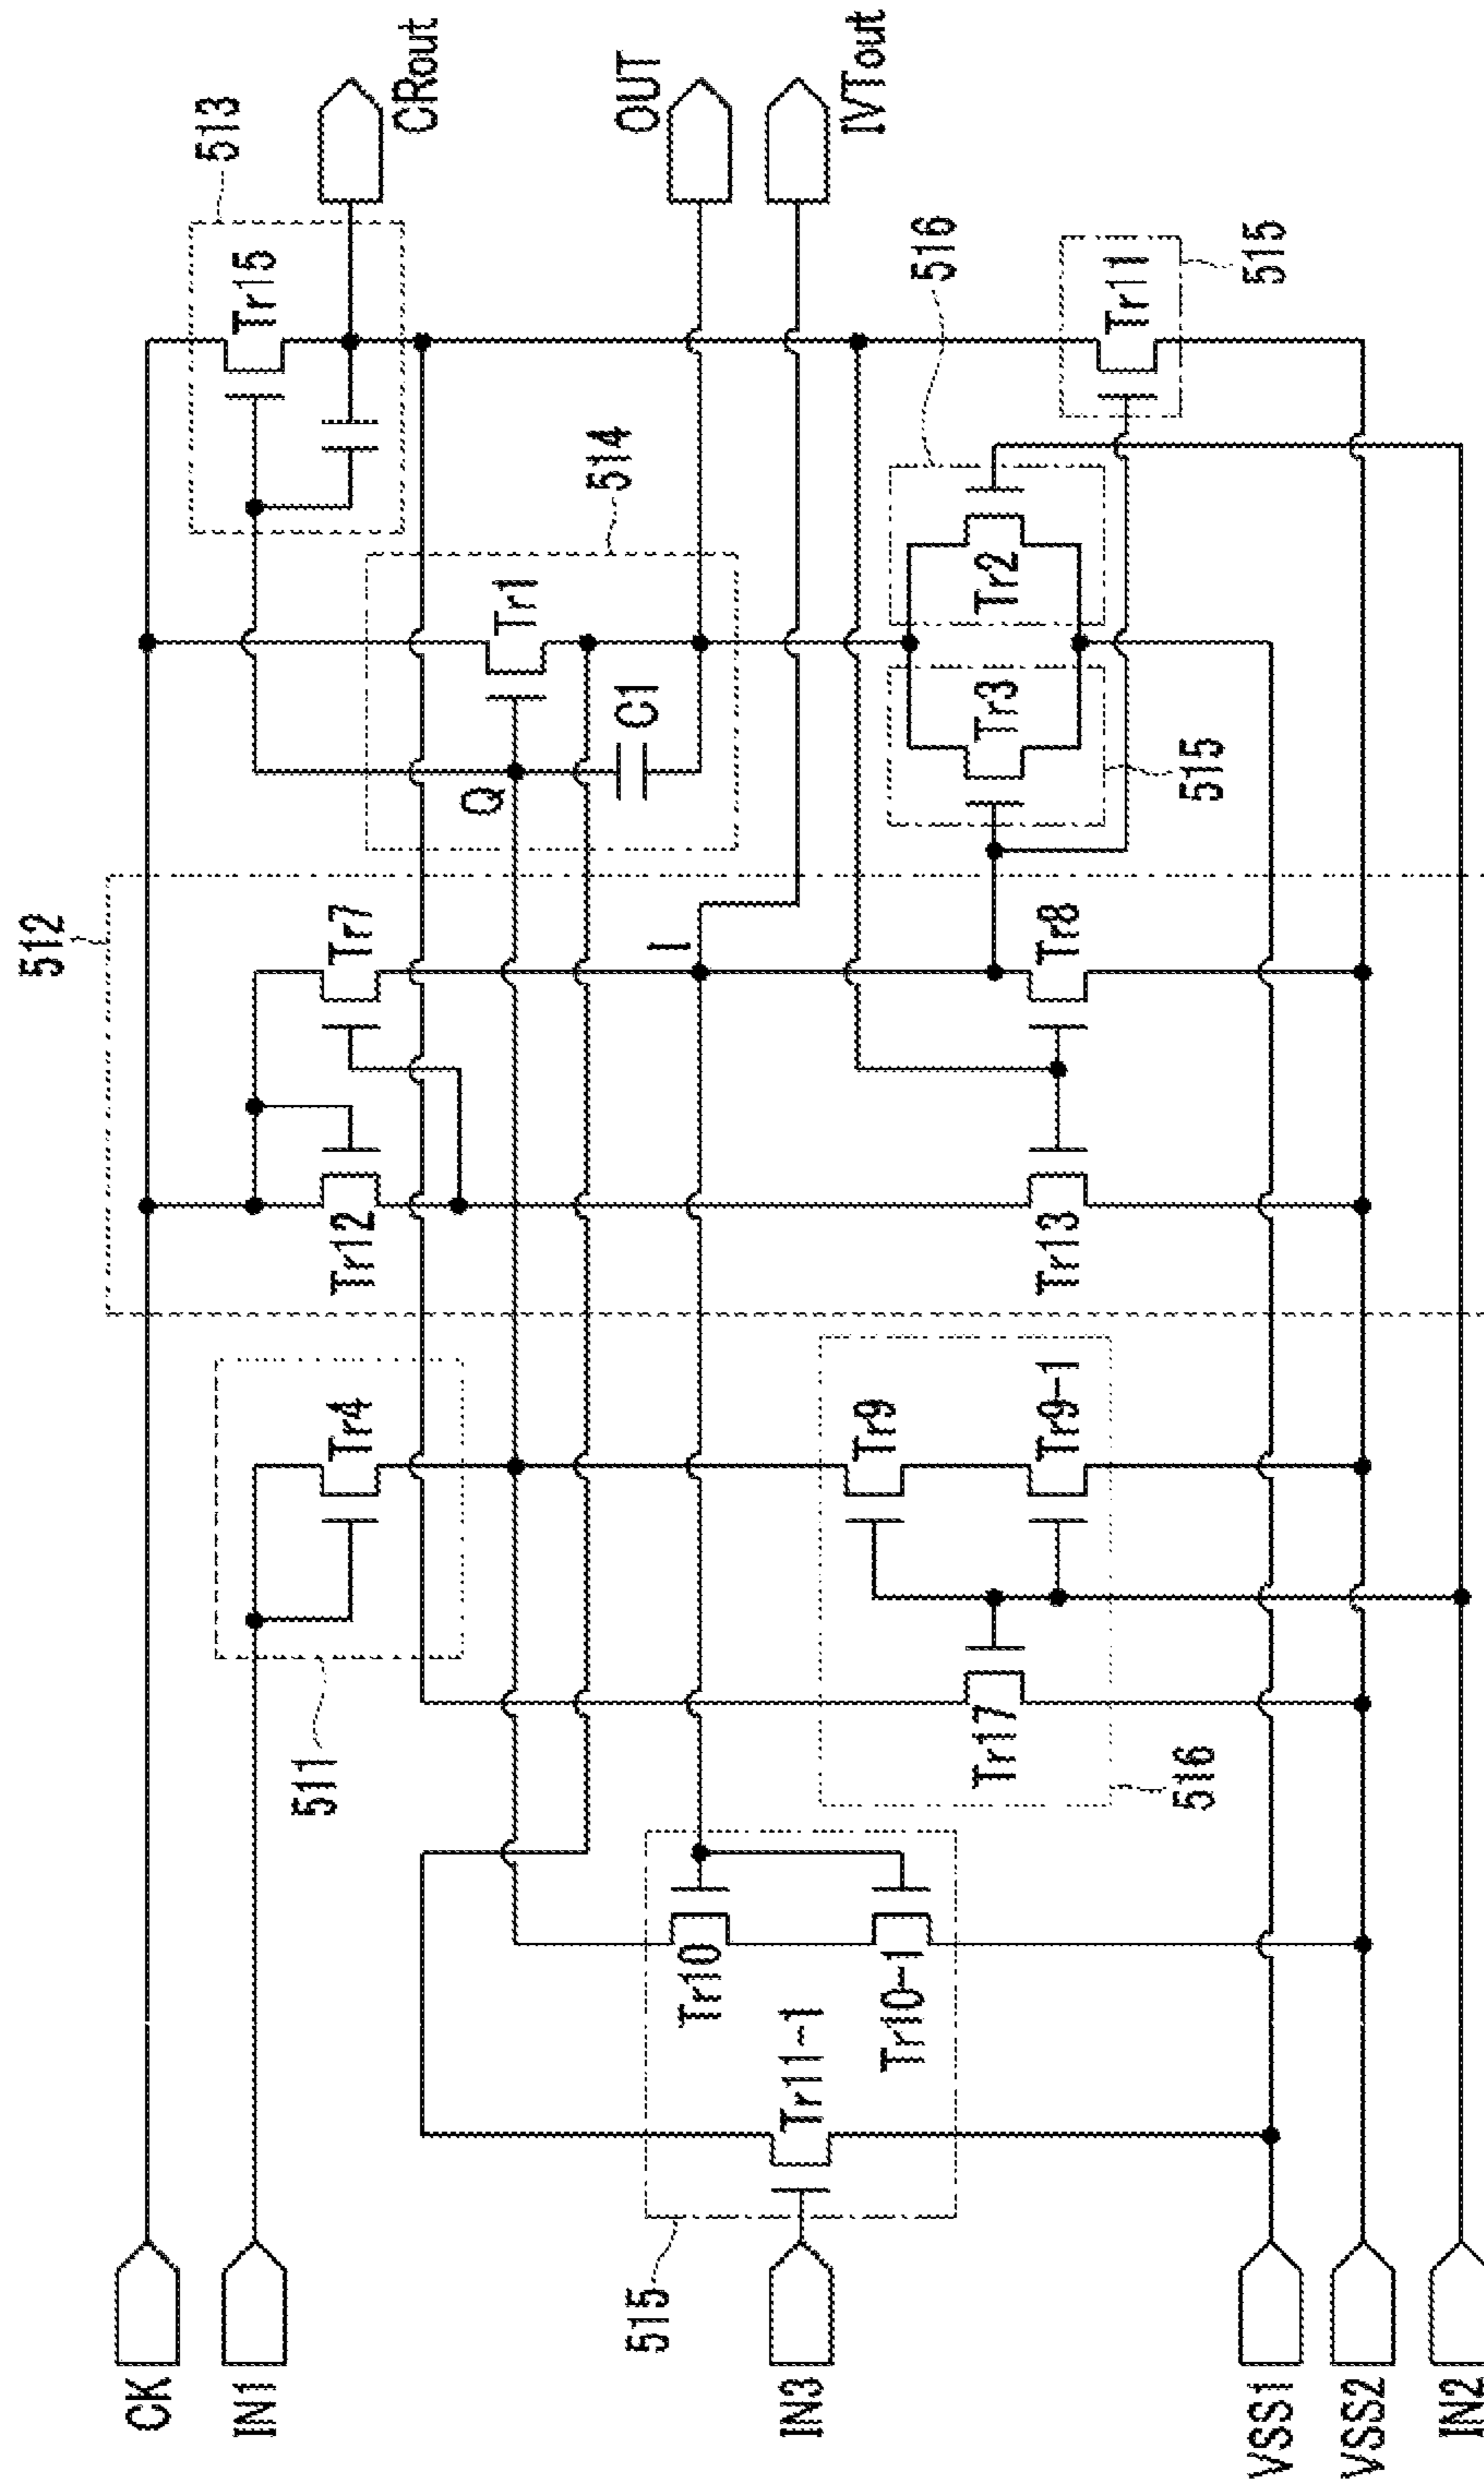 CK
IN1
IN3
VSS1
VSS2
IN2
515
Tr11-1
Tr10
Tr10-1
511
Tr4
Tr17
516
Tr9
Tr9-1
512
Tr12
Tr7
Tr13
Tr8
I
Q
C1
Tr1
514
Tr3
515
Tr2
516
Tr15
513
Tr11
515
CRout
OUT
IVTout